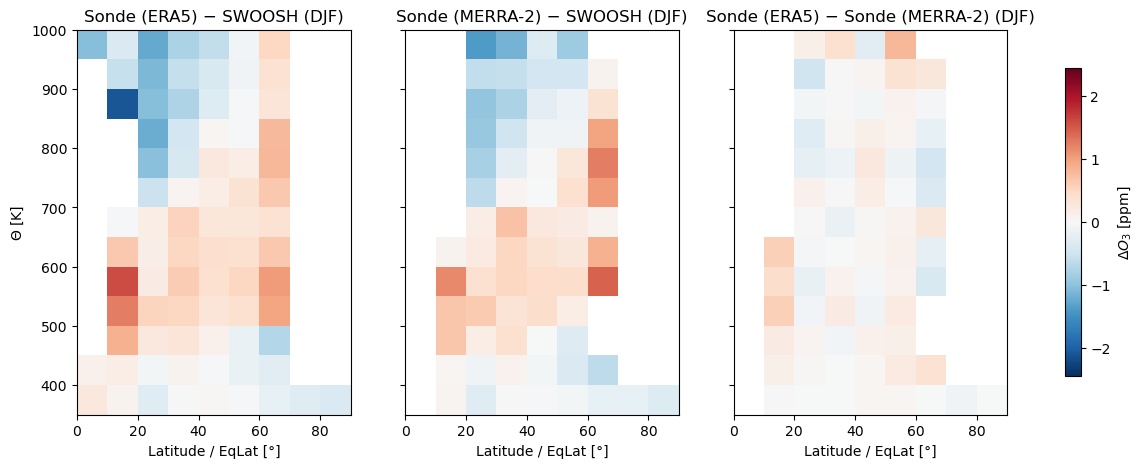 Sonde (ERA5) − SWOOSH (DJF)
Sonde (MERRA-2) − SWOOSH (DJF)
Sonde (ERA5) − Sonde (MERRA-2) (DJF)
1000
900
800
700
600
500
400
Θ [K]
0 20 40 60 80
0 20 40 60 80
0 20 40 60 80
Latitude / EqLat [°]
Latitude / EqLat [°]
Latitude / EqLat [°]
2
1
0
−1
−2
ΔO₃ [ppm]